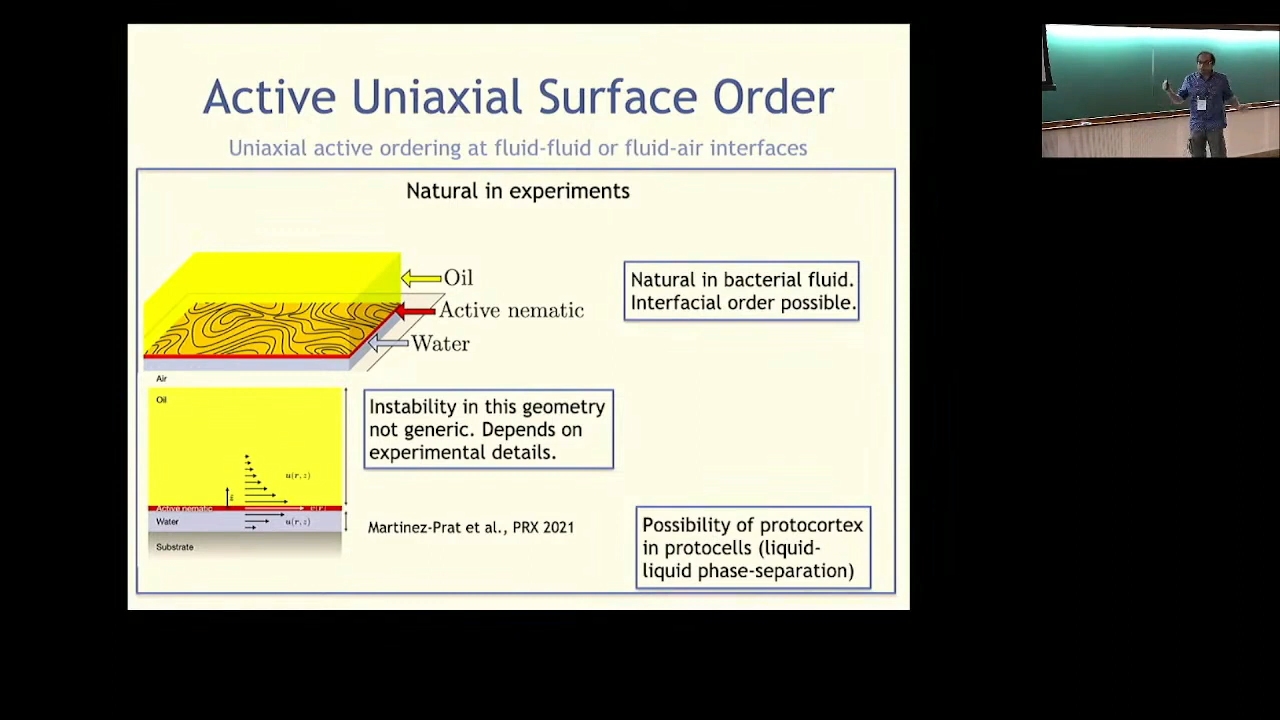 Active Uniaxial Surface Order
Uniaxial active ordering at fluid-fluid or fluid-air interfaces
Natural in experiments
Oil
Active nematic
Water
Natural in bacterial fluid.
Interfacial order possible.
Air
Oil
u(r, z)
Active nematic
Water
u(r, z)
Substrate
Instability in this geometry
not generic. Depends on
experimental details.
Martinez-Prat et al., PRX 2021
Possibility of protocortex
in protocells (liquid-
liquid phase-separation)